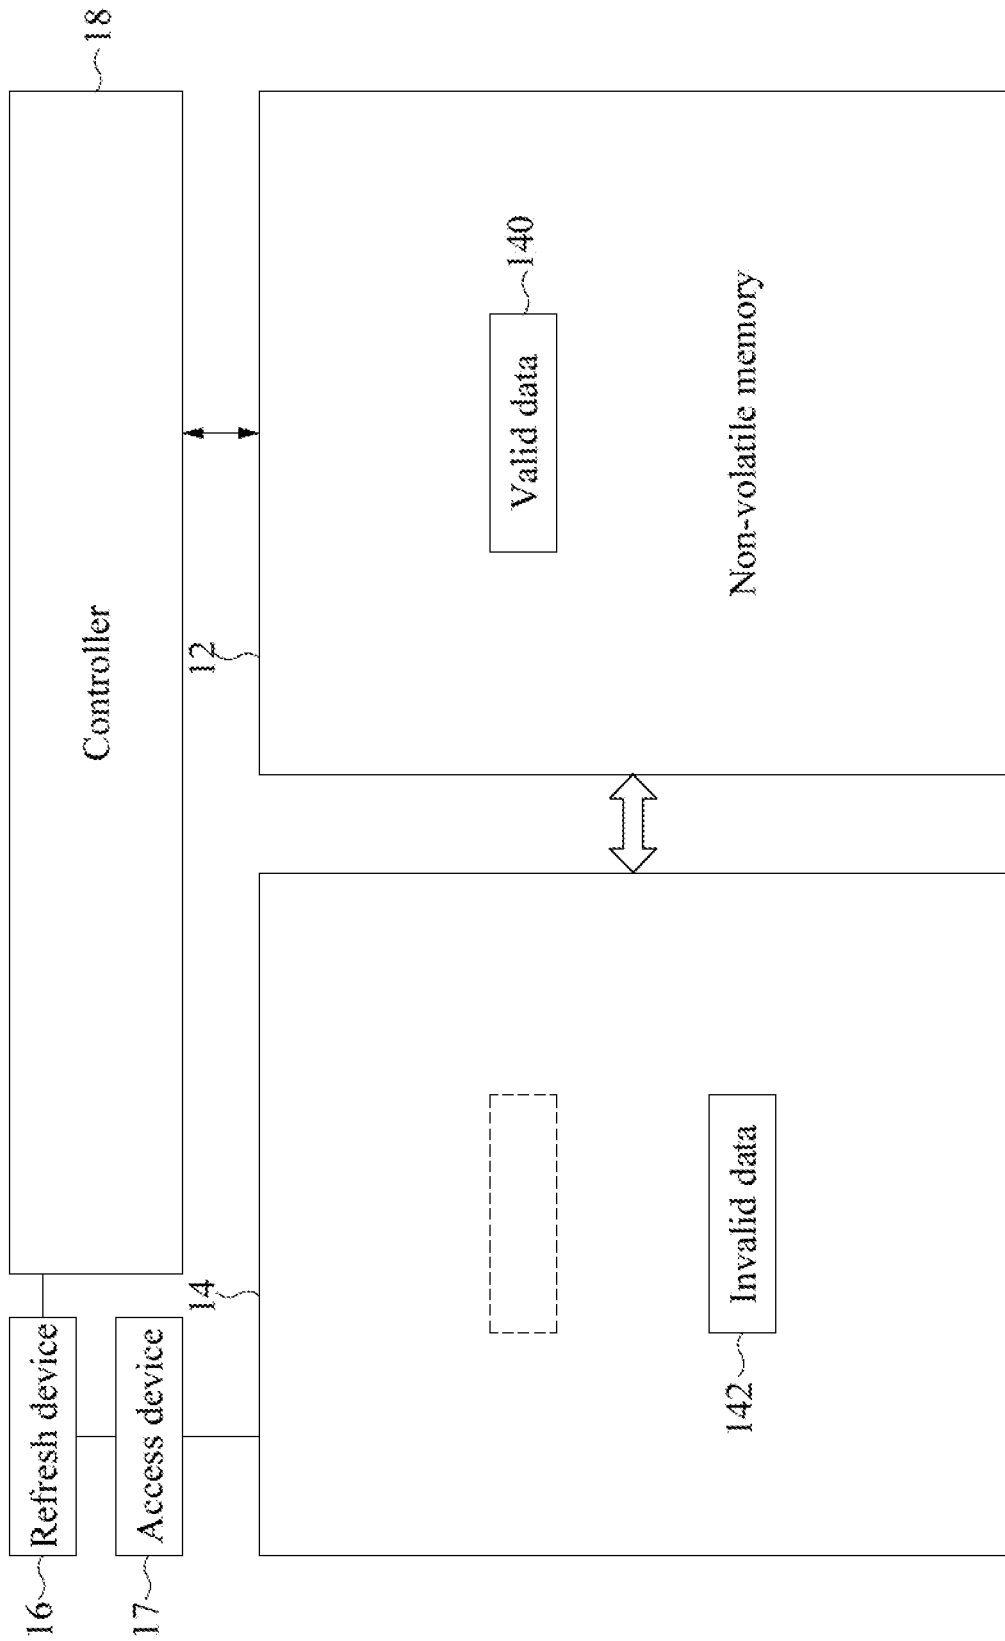 16
Refresh device
Controller
18
17
Access device
14
12
Valid data
140
142
Invalid data
Non-volatile memory